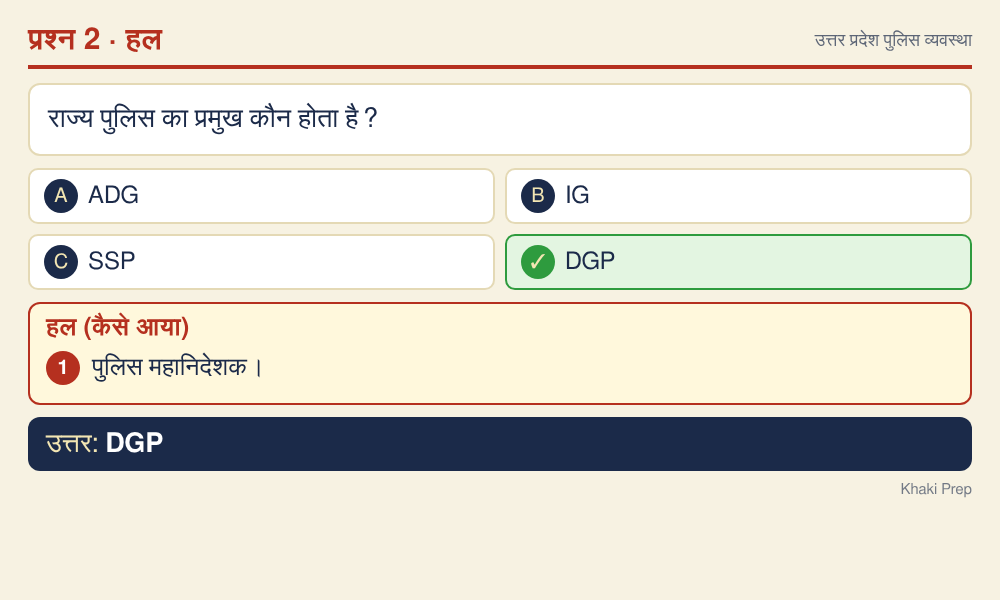 प्रश्न 2 · हल
उत्तर प्रदेश पुलिस व्यवस्था
राज्य पुलिस का प्रमुख कौन होता है ?
A ADG
B IG
C SSP
✓ DGP
हल (कैसे आया)
1 पुलिस महानिदेशक।
उत्तर: DGP
Khaki Prep